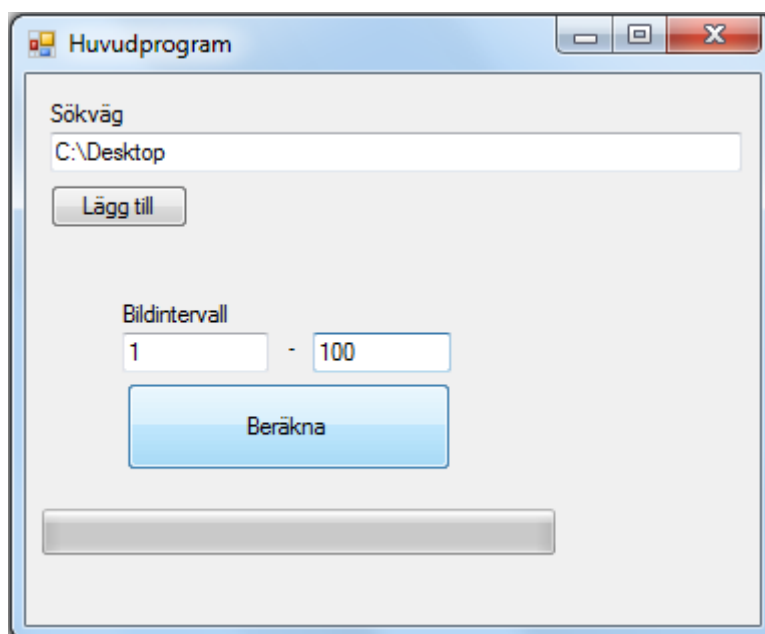 Huvudprogram
Sökväg
C:\Desktop
Lägg till
Bildintervall
1 - 100
Beräkna